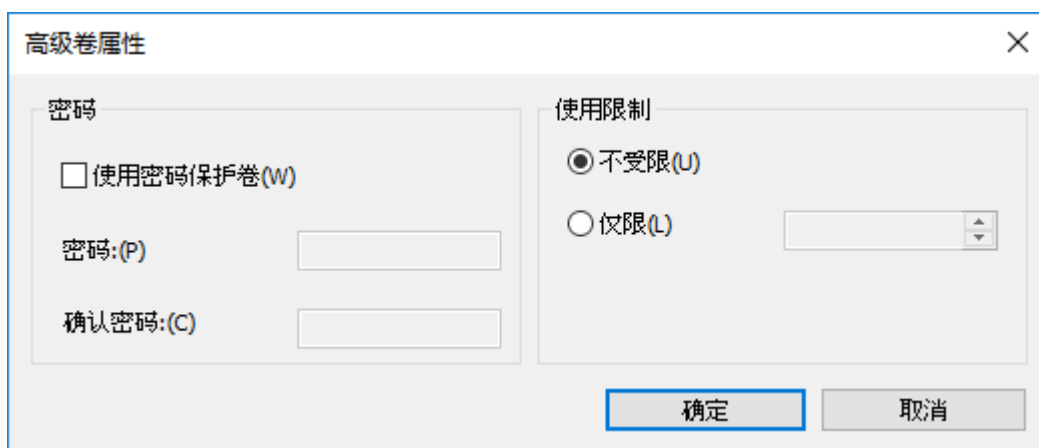 高级卷属性
密码
使用密码保护卷(W)
密码:(P)
确认密码:(C)
使用限制
不受限(U)
仅限(L)
确定
取消